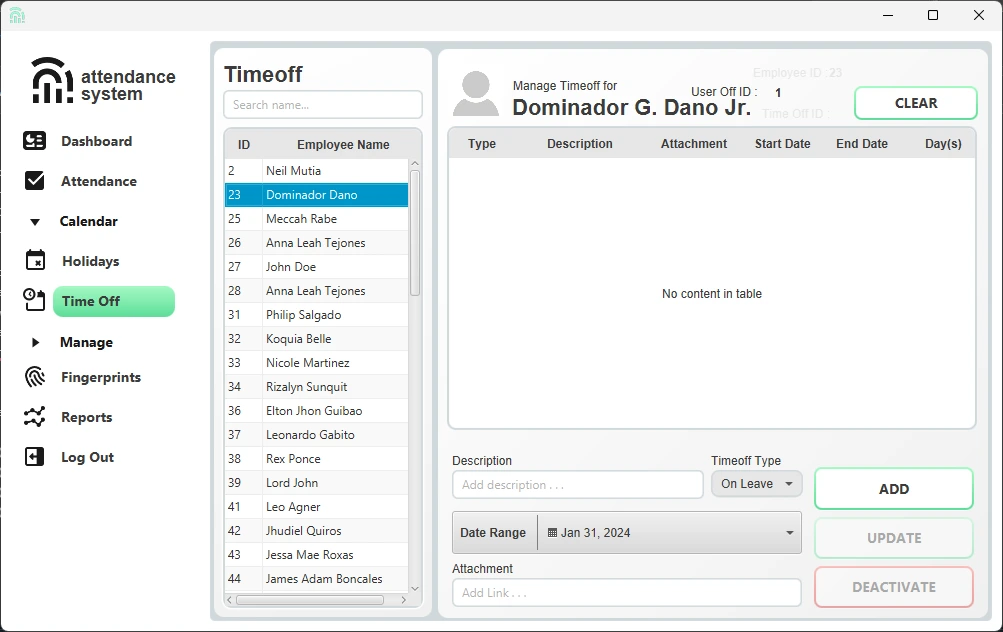 attendance
system
Dashboard
Attendance
Calendar
Holidays
Time Off
Manage
Fingerprints
Reports
Log Out
Timeoff
Search name...
ID Employee Name
2 Neil Mutia
23 Dominador Dano
25 Meccah Rabe
26 Anna Leah Tejones
27 John Doe
28 Anna Leah Tejones
31 Philip Salgado
32 Koquia Belle
33 Nicole Martinez
34 Rizalyn Sunquit
36 Elton Jhon Guibao
37 Leonardo Gabito
38 Rex Ponce
39 Lord John
41 Leo Agner
42 Jhudiel Quiros
43 Jessa Mae Roxas
44 James Adam Boncales
Employee ID : 23
Manage Timeoff for
User Off ID : 1
Dominador G. Dano Jr.
Time Off ID :
CLEAR
Type Description Attachment Start Date End Date Day(s)
No content in table
Description
Add description . . .
Timeoff Type
On Leave
Date Range Jan 31, 2024
Attachment
Add Link . . .
ADD
UPDATE
DEACTIVATE